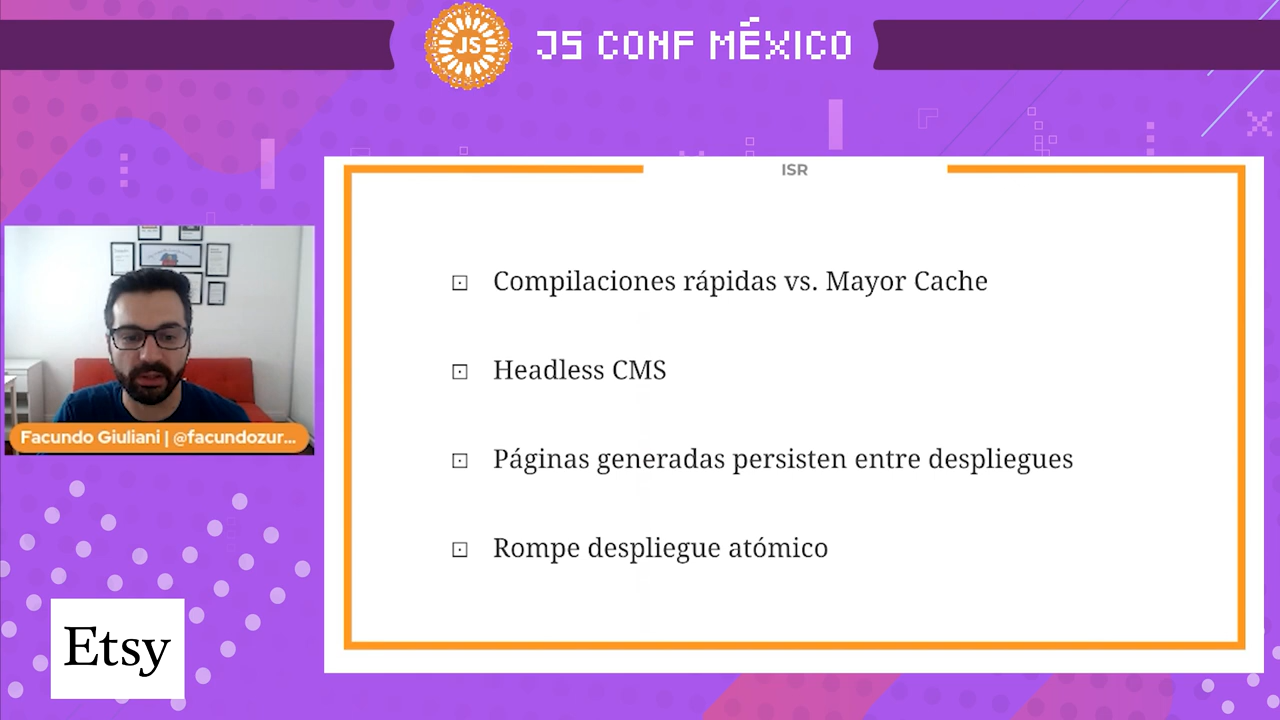 JS
JS CONF MÉXICO
ISR
Compilaciones rápidas vs. Mayor Cache
Headless CMS
Páginas generadas persisten entre despliegues
Rompe despliegue atómico
Facundo Giuliani | @facundozur...
Etsy